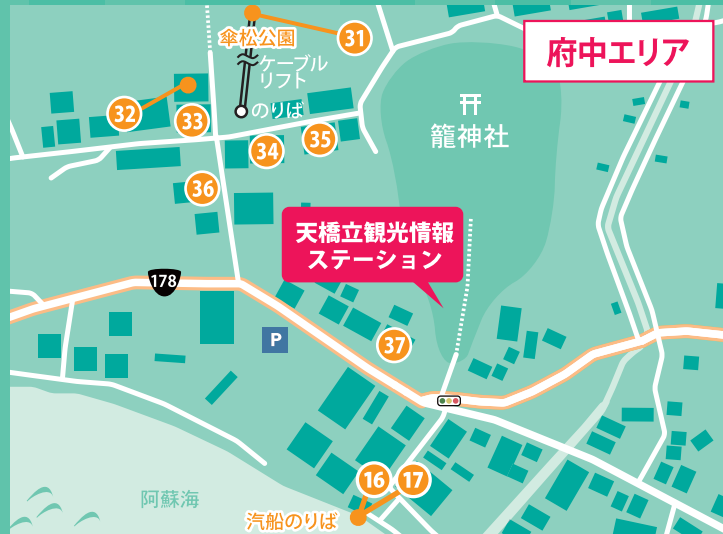 府中エリア
傘松公園
31
ケーブル
リフト
のりば
32
33
34
35
36
籠神社
天橋立観光情報
ステーション
178
P
37
16
17
阿蘇海
汽船のりば